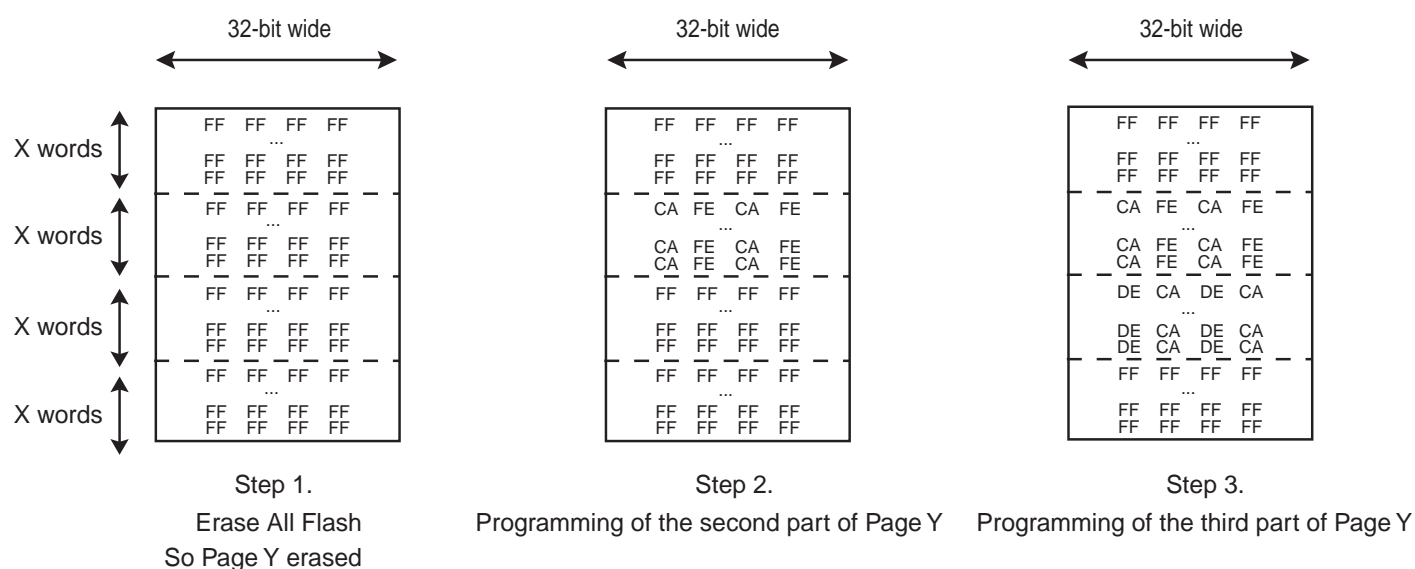 32-bit wide
32-bit wide
32-bit wide
X words
X words
X words
X words
FF FF FF FF
...
FF FF FF FF
FF FF FF FF
FF FF FF FF
...
FF FF FF FF
FF FF FF FF
FF FF FF FF
...
FF FF FF FF
FF FF FF FF
FF FF FF FF
...
FF FF FF FF
FF FF FF FF
FF FF FF FF
...
FF FF FF FF
FF FF FF FF
CA FE CA FE
...
CA FE CA FE
CA FE CA FE
FF FF FF FF
...
FF FF FF FF
FF FF FF FF
FF FF FF FF
...
FF FF FF FF
FF FF FF FF
FF FF FF FF
...
FF FF FF FF
FF FF FF FF
CA FE CA FE
...
CA FE CA FE
CA FE CA FE
DE CA DE CA
...
DE CA DE CA
DE CA DE CA
FF FF FF FF
...
FF FF FF FF
FF FF FF FF
Step 1.
Erase All Flash
So Page Y erased
Step 2.
Programming of the second part of Page Y
Step 3.
Programming of the third part of Page Y